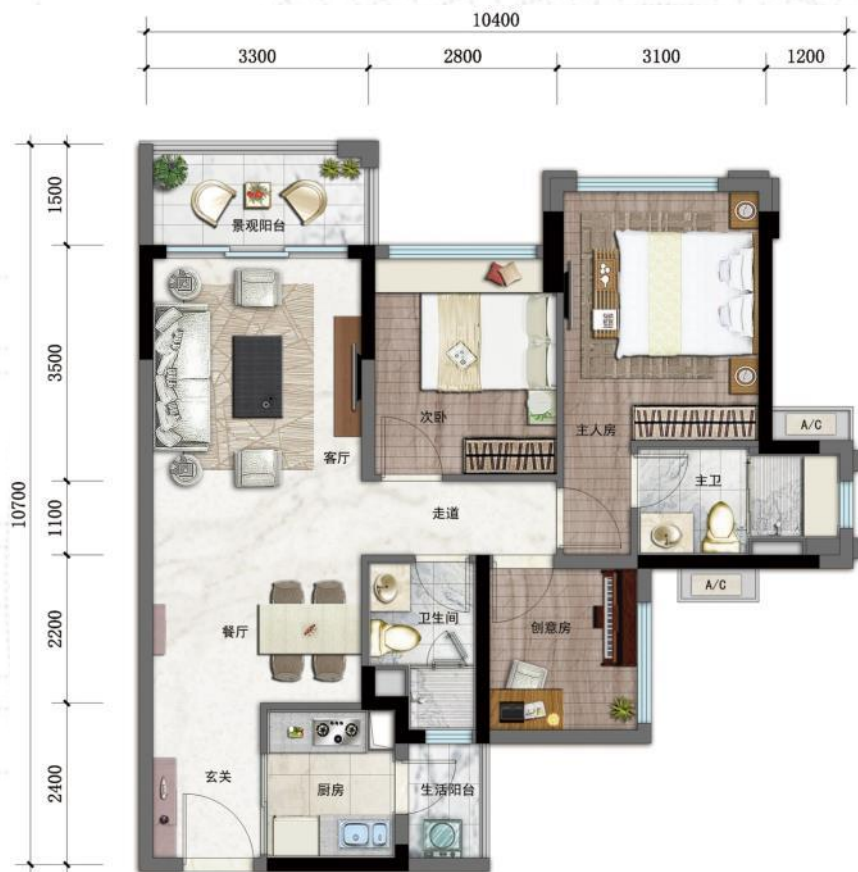 10400
3300
2800
3100
1200
10700
1500
3500
1100
2200
2400
景观阳台
次卧
主人房
A/C
客厅
主卫
走道
A/C
卫生间
创意房
餐厅
玄关
厨房
生活阳台